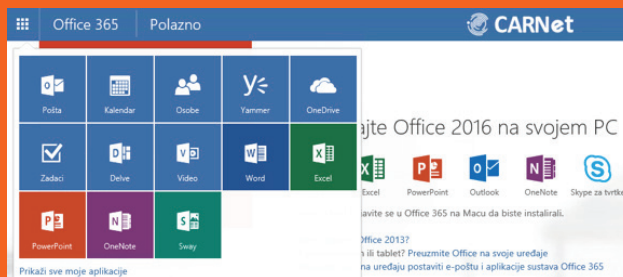 Office 365 Polazno CARNet
Pošta Kalendar Osobe Yammer OneDrive
Zadaci Delve Video Word Excel
PowerPoint OneNote Sway
Prikaži sve moje aplikacije
Office 2016 na svojem PC
Excel PowerPoint Outlook OneNote Skype za tvrtke
se u Office 365 na Macu da biste instalirali.
Office 2013?
ili tablet? Preuzmite Office na svoje uređaje
na uređaju postaviti e-poštu i aplikacije sustava Office 365